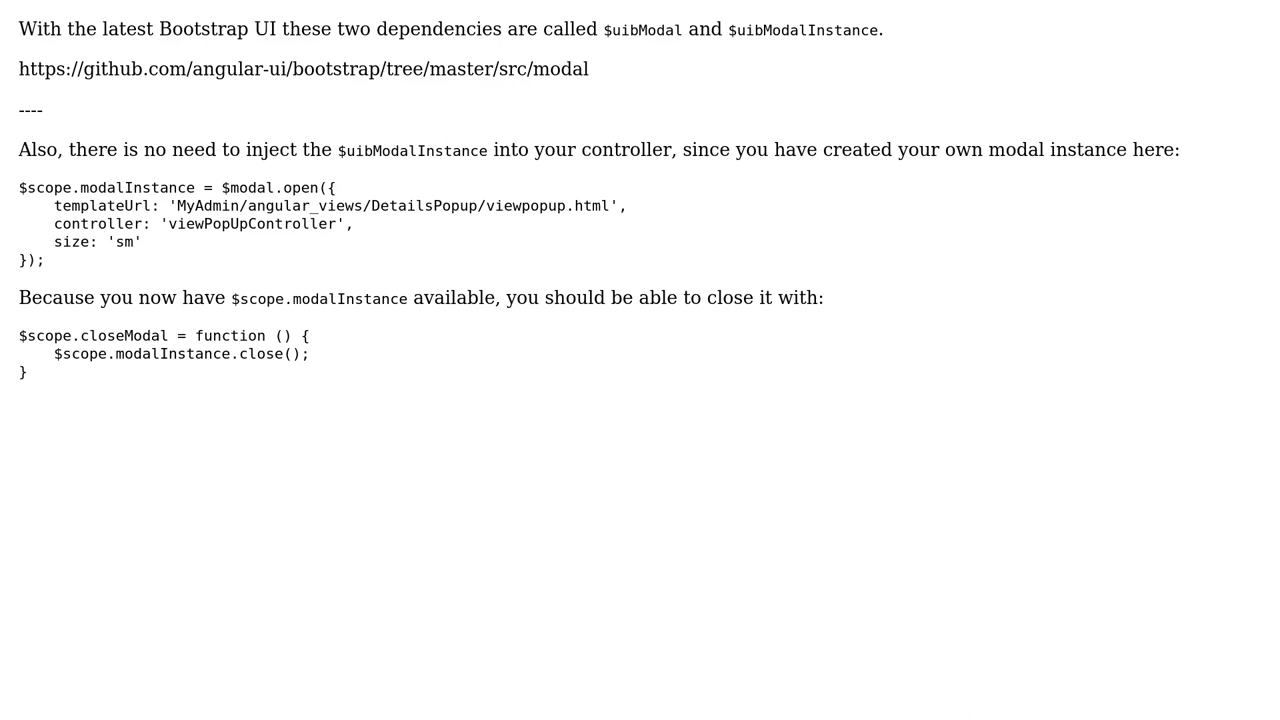 With the latest Bootstrap UI these two dependencies are called $uibModal and $uibModalInstance.
https://github.com/angular-ui/bootstrap/tree/master/src/modal
----
Also, there is no need to inject the $uibModalInstance into your controller, since you have created your own modal instance here:
$scope.modalInstance = $modal.open({
    templateUrl: 'MyAdmin/angular_views/DetailsPopup/viewpopup.html',
    controller: 'viewPopUpController',
    size: 'sm'
});
Because you now have $scope.modalInstance available, you should be able to close it with:
$scope.closeModal = function () {
    $scope.modalInstance.close();
}